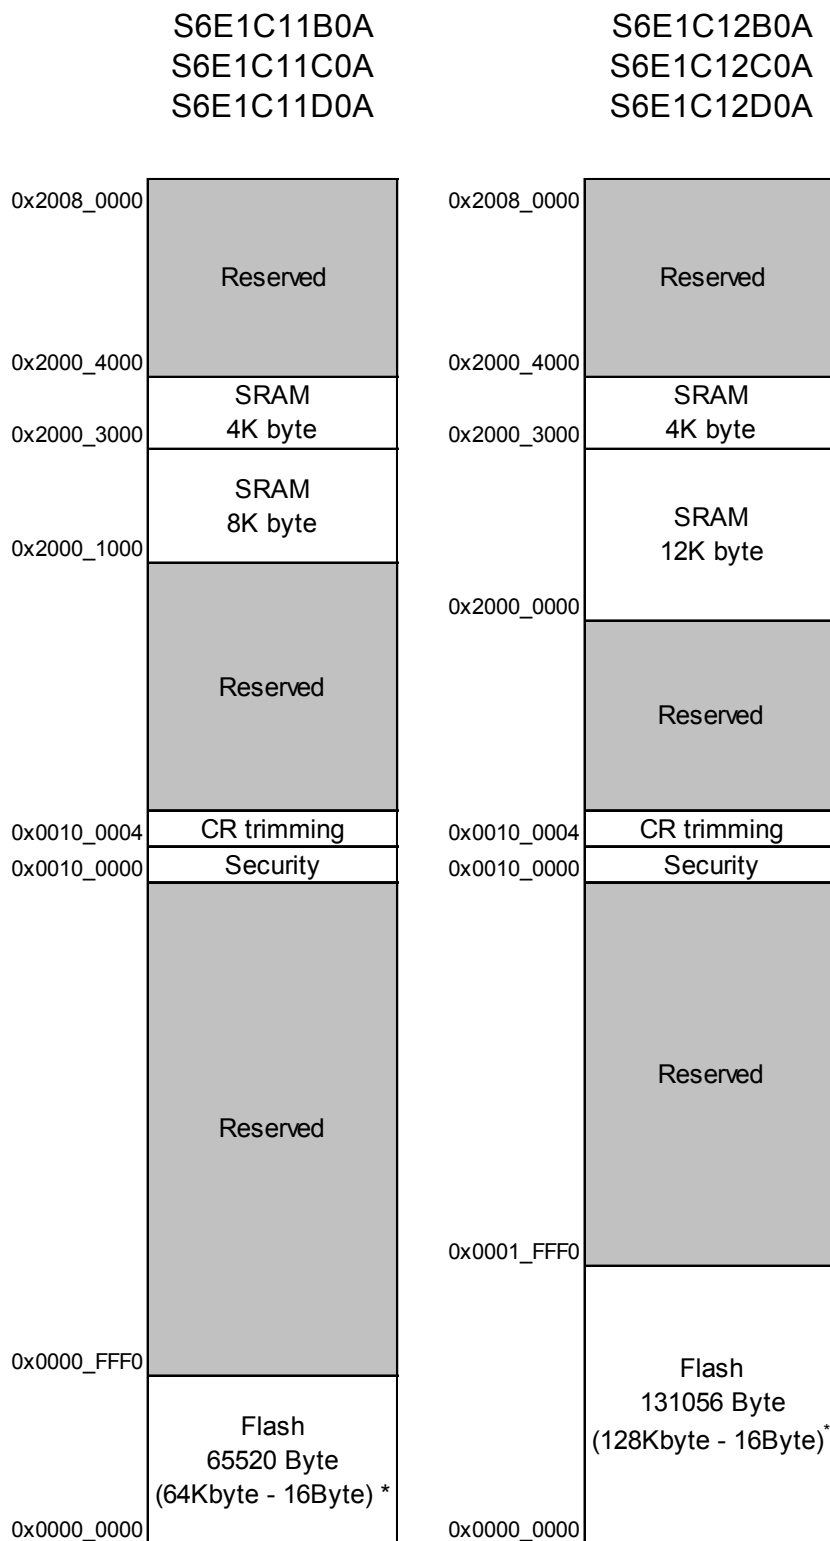 S6E1C11B0A
S6E1C11C0A
S6E1C11D0A
0x2008_0000
Reserved
0x2000_4000
SRAM
4K byte
0x2000_3000
SRAM
8K byte
0x2000_1000
Reserved
0x0010_0004
CR trimming
0x0010_0000
Security
Reserved
0x0000_FFF0
Flash
65520 Byte
(64Kbyte - 16Byte) *
0x0000_0000
S6E1C12B0A
S6E1C12C0A
S6E1C12D0A
0x2008_0000
Reserved
0x2000_4000
SRAM
4K byte
0x2000_3000
SRAM
12K byte
0x2000_0000
Reserved
0x0010_0004
CR trimming
0x0010_0000
Security
Reserved
0x0001_FFF0
Flash
131056 Byte
(128Kbyte - 16Byte)*
0x0000_0000